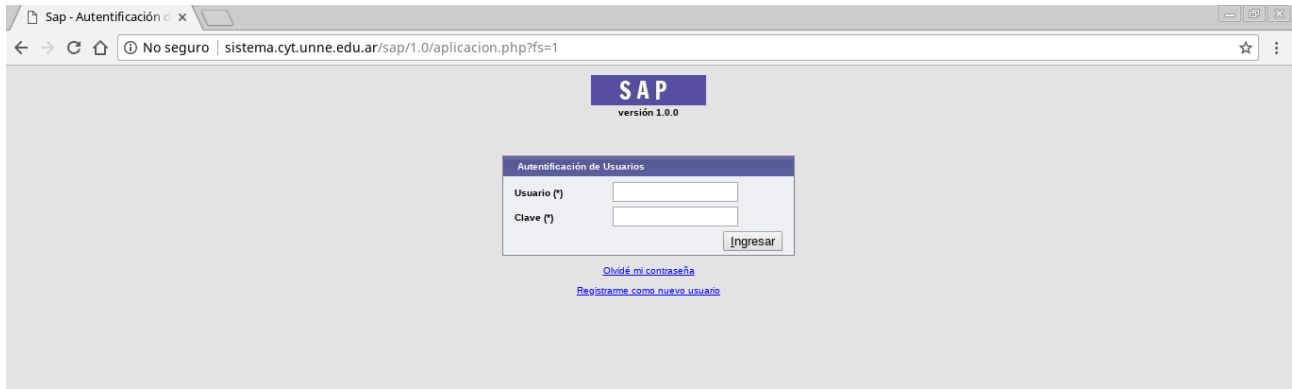 Sap - Autentificación d
No seguro sistema.cyt.unne.edu.ar/sap/1.0/aplicacion.php?fs=1
SAP
versión 1.0.0
Autentificación de Usuarios
Usuario (*)
Clave (*)
Ingresar
Olvidé mi contraseña
Registrarme como nuevo usuario